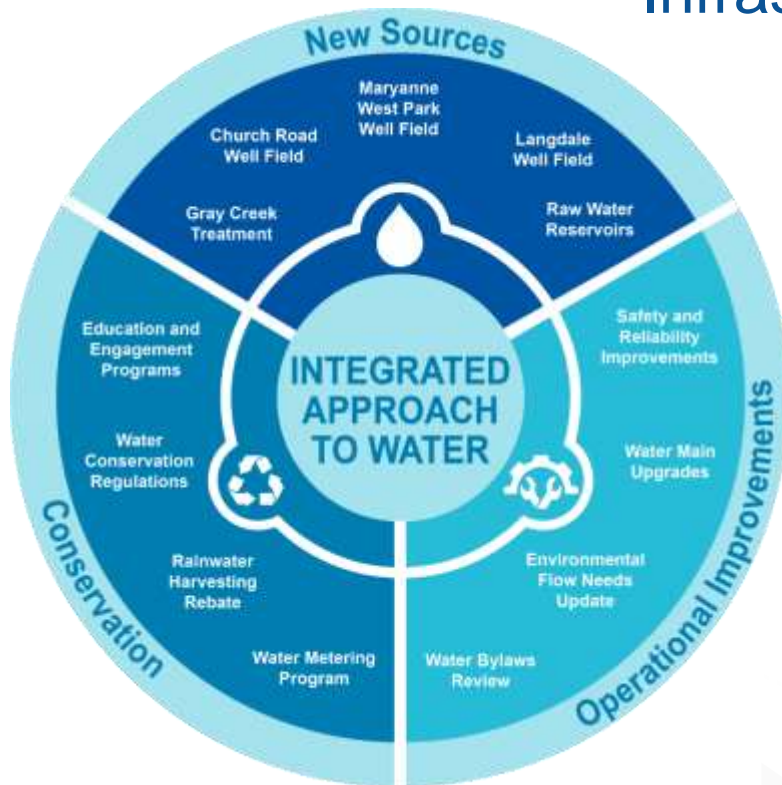 Infras
New Sources
Maryanne
West Park
Well Field
Church Road
Well Field
Langdale
Well Field
Gray Creek
Treatment
Raw Water
Reservoirs
Education and
Engagement
Programs
Safety and
Reliability
Improvements
INTEGRATED
APPROACH
TO WATER
Water
Conservation
Regulations
Water Main
Upgrades
Rainwater
Harvesting
Rebate
Environmental
Flow Needs
Update
Water Metering
Program
Water Bylaws
Review
Conservation
Operational Improvements